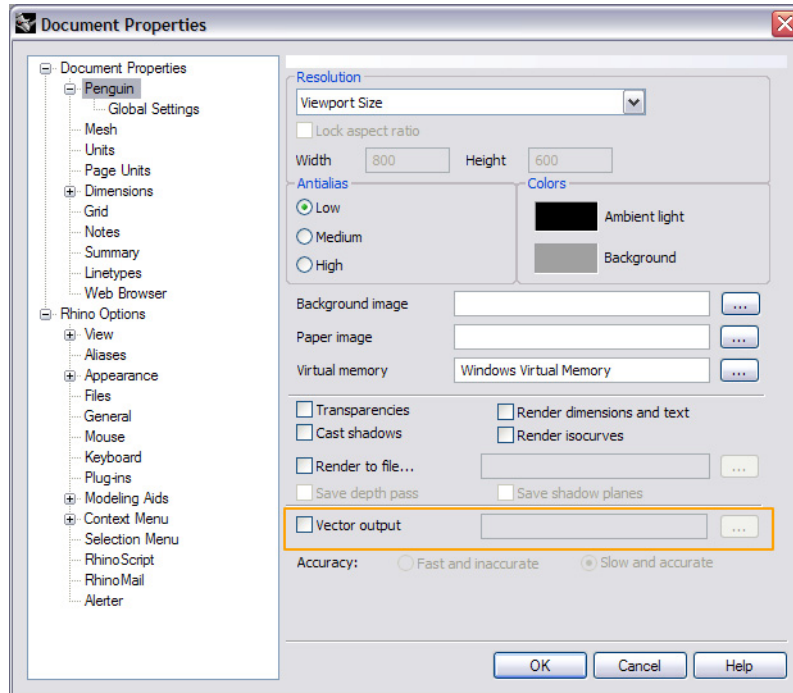 Document Properties
Document Properties
Penguin
Global Settings
Mesh
Units
Page Units
Dimensions
Grid
Notes
Summary
Linetypes
Web Browser
Rhino Options
View
Aliases
Appearance
Files
General
Mouse
Keyboard
Plug-ins
Modeling Aids
Context Menu
Selection Menu
RhinoScript
RhinoMail
Alerter
Resolution
Viewport Size
Lock aspect ratio
Width 800 Height 600
Antialias
Low
Medium
High
Colors
Ambient light
Background
Background image ...
Paper image ...
Virtual memory Windows Virtual Memory ...
Transparencies Render dimensions and text
Cast shadows Render isocurves
Render to file... ...
Save depth pass Save shadow planes
Vector output ...
Accuracy: Fast and inaccurate Slow and accurate
OK Cancel Help